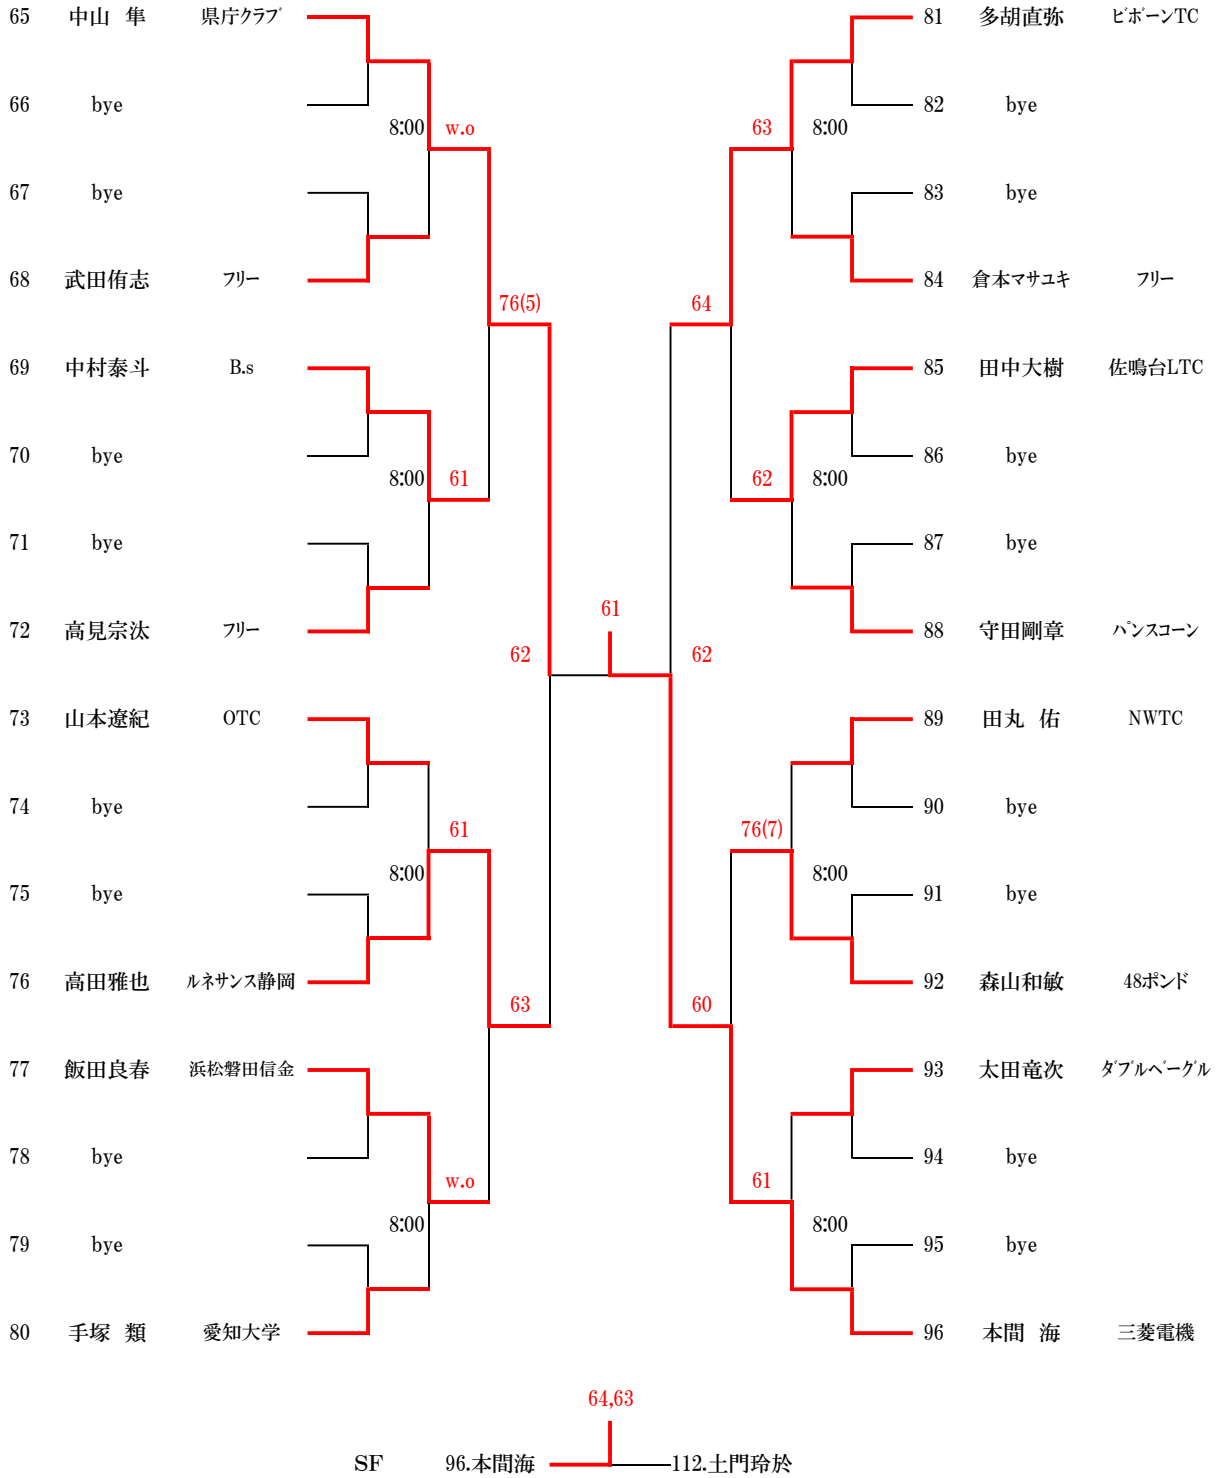 65 中山 隼 県庁クラブ
81 多胡直弥 ビボーンTC
66 bye
82 bye
8:00 w.o
63 8:00
67 bye
83 bye
68 武田侑志 フリー
84 倉本マサユキ フリー
76(5)
64
69 中村泰斗 B.s
85 田中大樹 佐鳴台LTC
70 bye
86 bye
8:00 61
62 8:00
71 bye
87 bye
61
72 高見宗汰 フリー
88 守田剛章 パンスコーン
62
62
73 山本遼紀 OTC
89 田丸 佑 NWTC
74 bye
90 bye
61
76(7)
8:00
8:00
75 bye
91 bye
76 高田雅也 ルネサンス静岡
92 森山和敏 48ポンド
63
60
77 飯田良春 浜松磐田信金
93 太田竜次 ダブルベーグル
78 bye
94 bye
w.o
61
8:00
8:00
79 bye
95 bye
80 手塚 類 愛知大学
96 本間 海 三菱電機
64,63
SF 96.本間海 112.土門玲於